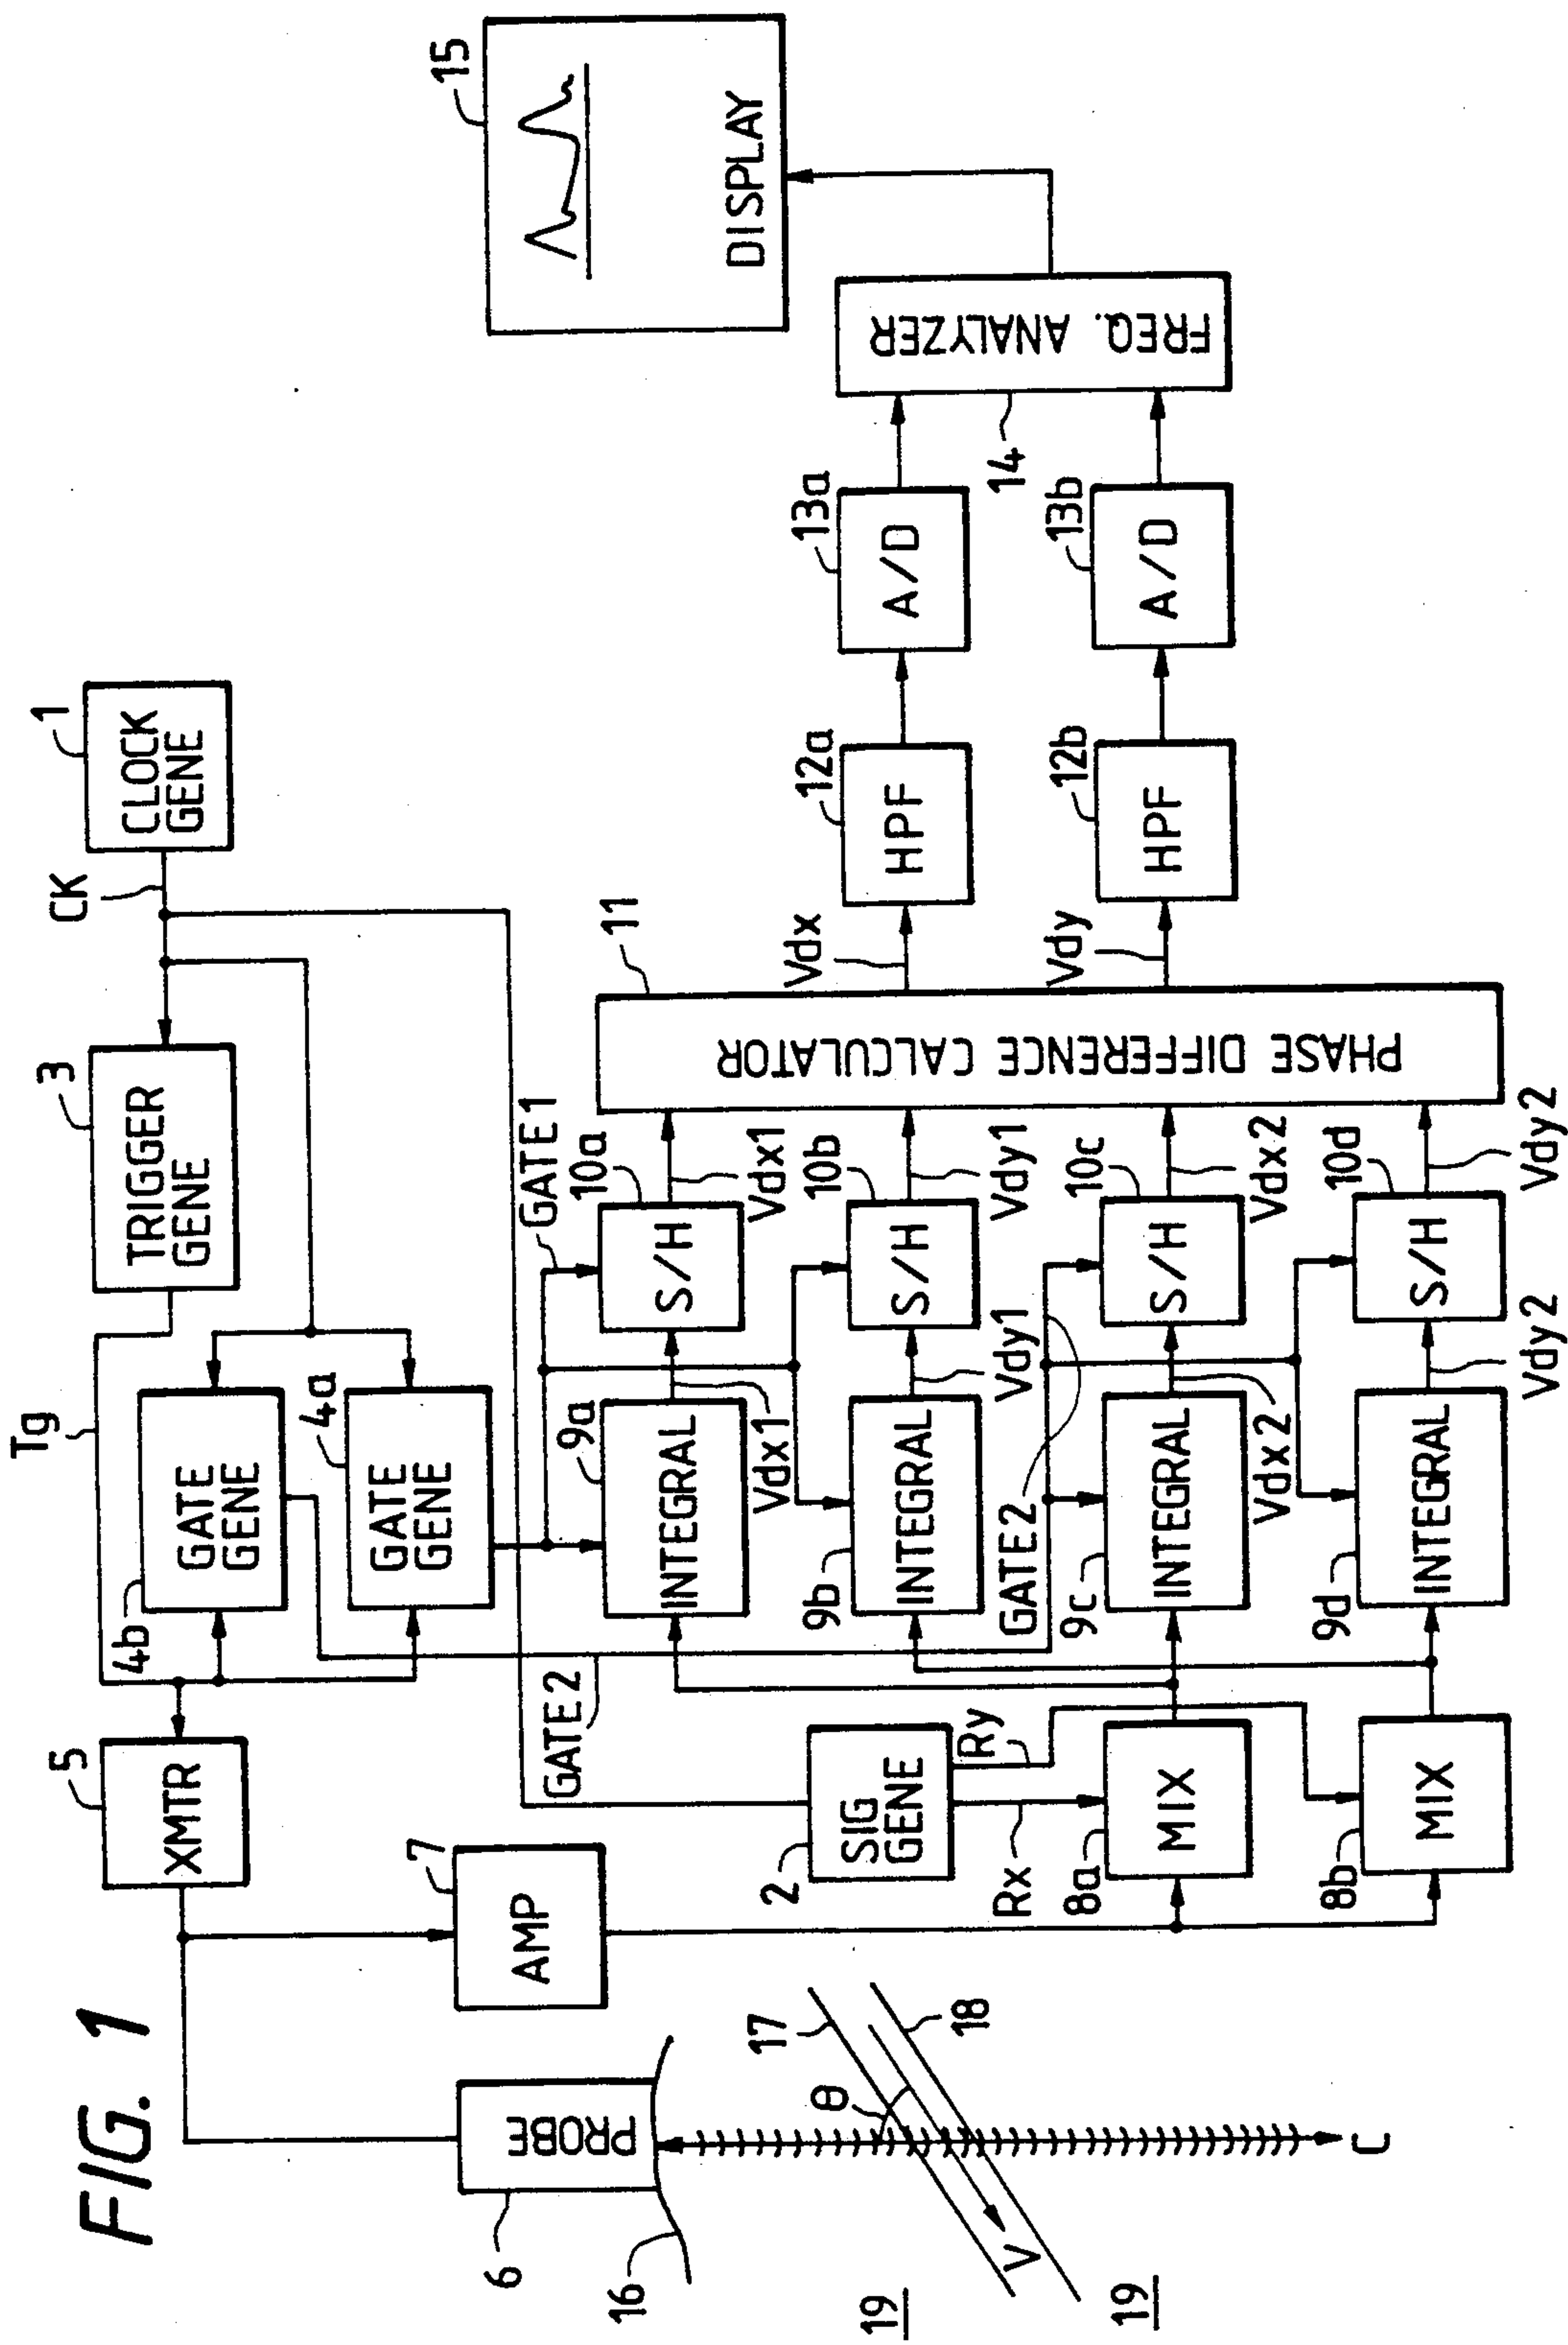 FIG. 1
1
CLOCK
GENE
CK
3
TRIGGER
GENE
Tg
4b
GATE
GENE
4a
GATE
GENE
5
XMTR
7
AMP
6
PROBE
16
17
18
θ
V
19
19
C
2
SIG
GENE
Rx
Ry
GATE 2
GATE 1
GATE 2
8a
MIX
8b
MIX
9a
INTEGRAL
Vdx1
10a
S/H
Vdx1
9b
INTEGRAL
Vdy1
10b
S/H
Vdy1
9c
INTEGRAL
Vdx2
10c
S/H
Vdx2
9d
INTEGRAL
Vdy2
10d
S/H
Vdy2
11
PHASE DIFFERENCE CALCULATOR
Vdx
12a
HPF
13a
A/D
Vdy
12b
HPF
13b
A/D
14
FREQ. ANALYZER
15
DISPLAY